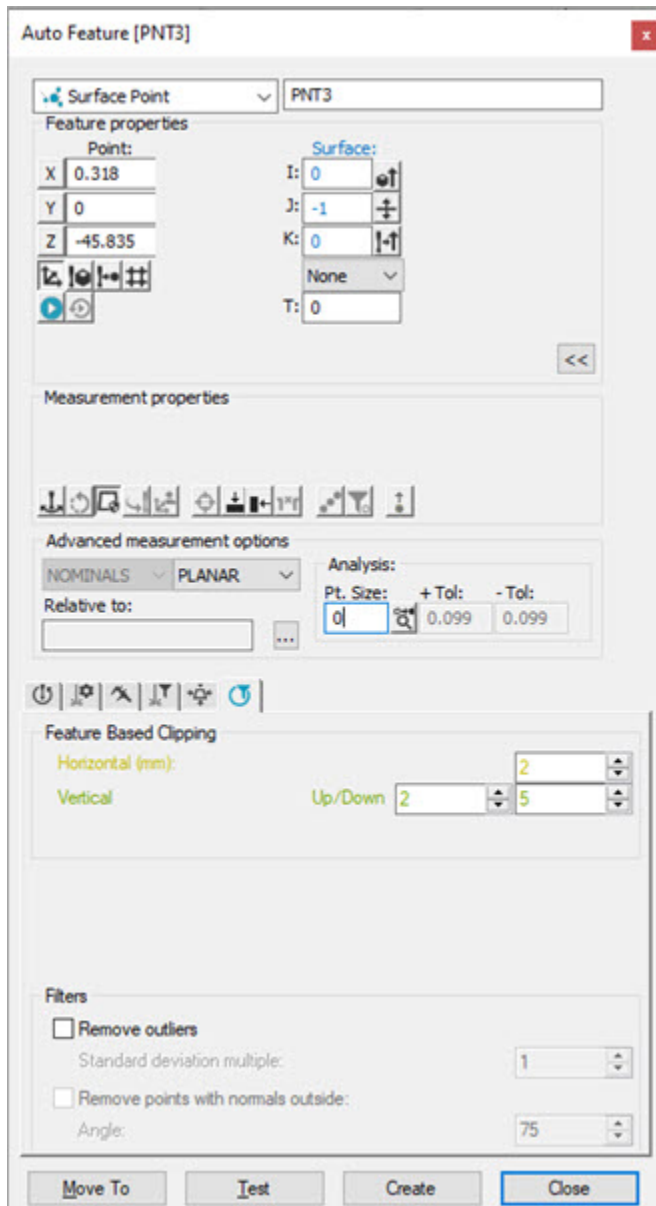 Auto Feature [PNT3]
x
Surface Point PNT3
Feature properties
Point: Surface:
X 0.318 I: 0
Y 0 J: -1
Z -45.835 K: 0
None
T: 0
<<
Measurement properties
Advanced measurement options
NOMINALS PLANAR Analysis:
Pt. Size: + Tol: - Tol:
Relative to: 0 0.099 0.099
...
Feature Based Clipping
Horizontal (mm): 2
Vertical Up/Down 2 5
Filters
Remove outliers
Standard deviation multiple: 1
Remove points with normals outside:
Angle: 75
Move To Test Create Close